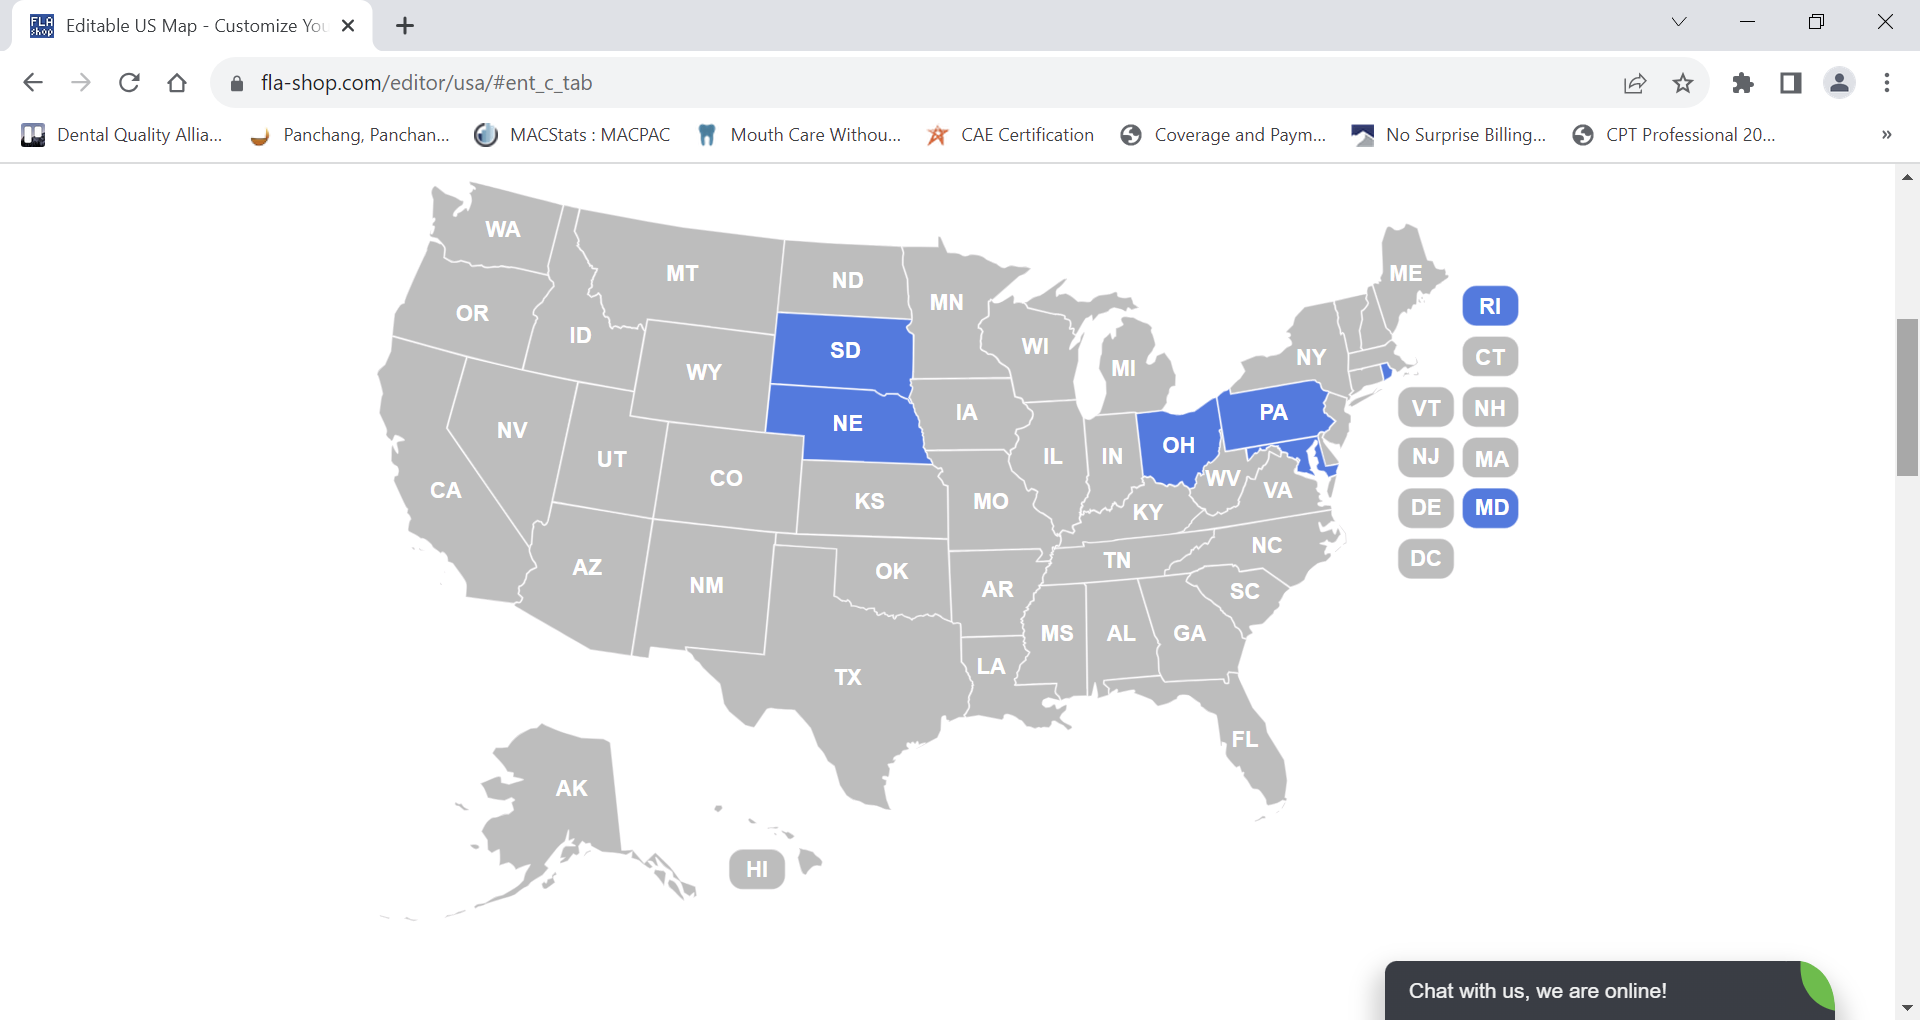 FLA
shop
Editable US Map - Customize You
fla-shop.com/editor/usa/#ent_c_tab
Dental Quality Allia...
Panchang, Panchan...
MACStats : MACPAC
Mouth Care Withou...
CAE Certification
Coverage and Paym...
No Surprise Billing...
CPT Professional 20...
»
WA
MT
ND
MN
ME
OR
ID
WY
SD
WI
MI
NY
RI
CT
NV
UT
CO
NE
IA
IL
IN
OH
PA
VT
NH
CA
KS
MO
KY
WV
VA
NJ
MA
DE
MD
AZ
NM
OK
AR
TN
NC
DC
SC
TX
LA
MS
AL
GA
FL
AK
HI
Chat with us, we are online!